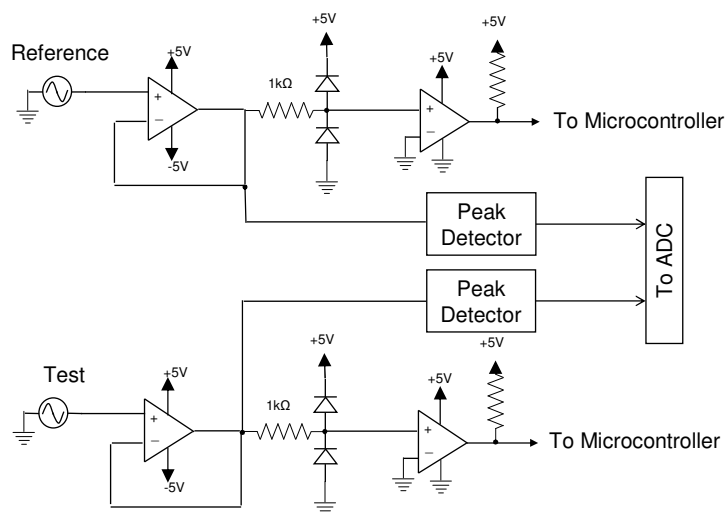 +5V
+5V
+5V
Reference
+5V
1kΩ
+
−
+
−
To Microcontroller
-5V
Peak
Detector
To ADC
Peak
Detector
+5V
+5V
+5V
Test
+5V
1kΩ
+
−
+
−
To Microcontroller
-5V